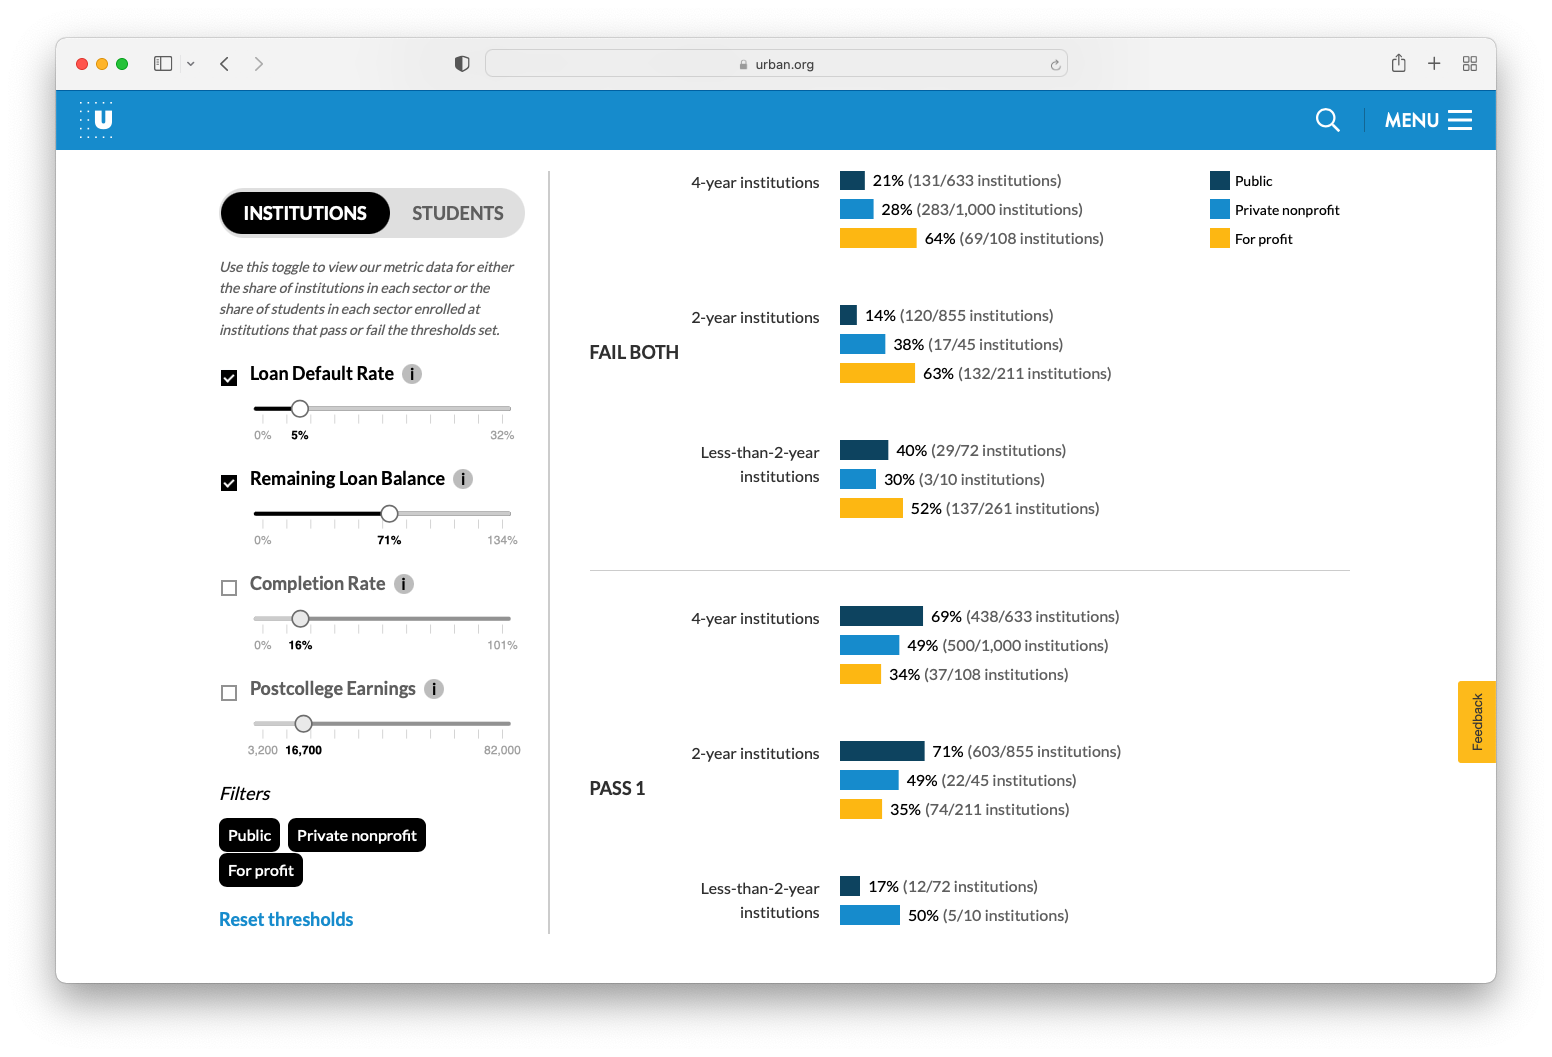 urban.org
U
MENU
INSTITUTIONS
STUDENTS
Use this toggle to view our metric data for either
the share of institutions in each sector or the
share of students in each sector enrolled at
institutions that pass or fail the thresholds set.
Loan Default Rate i
0% 5% 32%
Remaining Loan Balance i
0% 71% 134%
Completion Rate i
0% 16% 101%
Postcollege Earnings i
3,200 16,700 82,000
Filters
Public Private nonprofit
For profit
Reset thresholds
FAIL BOTH
4-year institutions
21% (131/633 institutions)
28% (283/1,000 institutions)
64% (69/108 institutions)
2-year institutions
14% (120/855 institutions)
38% (17/45 institutions)
63% (132/211 institutions)
Less-than-2-year
institutions
40% (29/72 institutions)
30% (3/10 institutions)
52% (137/261 institutions)
PASS 1
4-year institutions
69% (438/633 institutions)
49% (500/1,000 institutions)
34% (37/108 institutions)
2-year institutions
71% (603/855 institutions)
49% (22/45 institutions)
35% (74/211 institutions)
Less-than-2-year
institutions
17% (12/72 institutions)
50% (5/10 institutions)
Public
Private nonprofit
For profit
Feedback